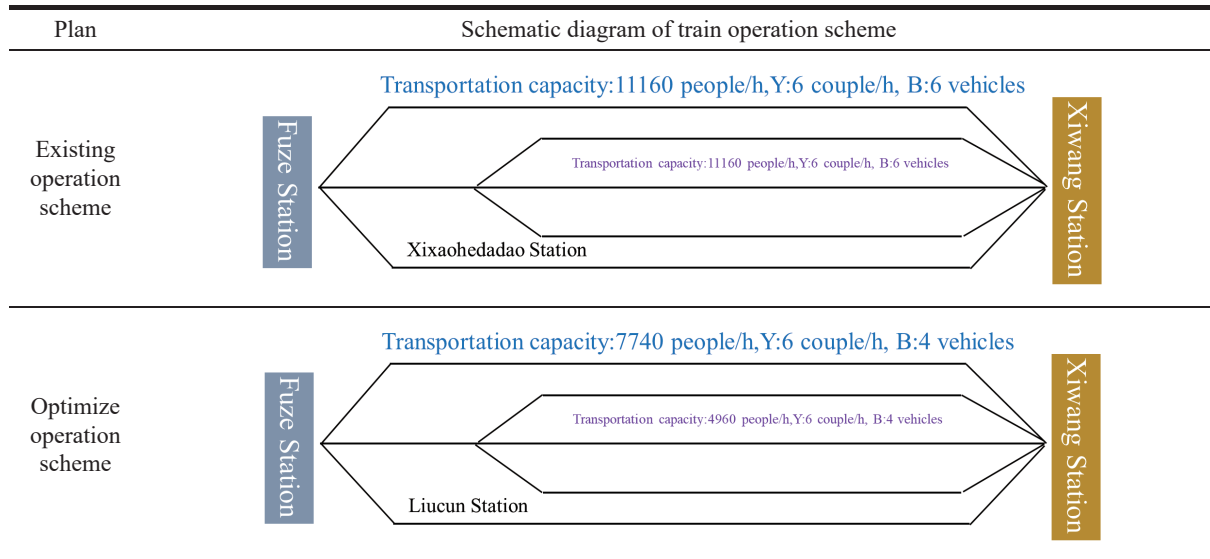 Plan
Schematic diagram of train operation scheme
Existing
operation
scheme
Transportation capacity:11160 people/h,Y:6 couple/h, B:6 vehicles
Fuze Station
Transportation capacity:11160 people/h,Y:6 couple/h, B:6 vehicles
Xixaohedadao Station
Xiwang Station
Optimize
operation
scheme
Transportation capacity:7740 people/h,Y:6 couple/h, B:4 vehicles
Fuze Station
Transportation capacity:4960 people/h,Y:6 couple/h, B:4 vehicles
Liucun Station
Xiwang Station